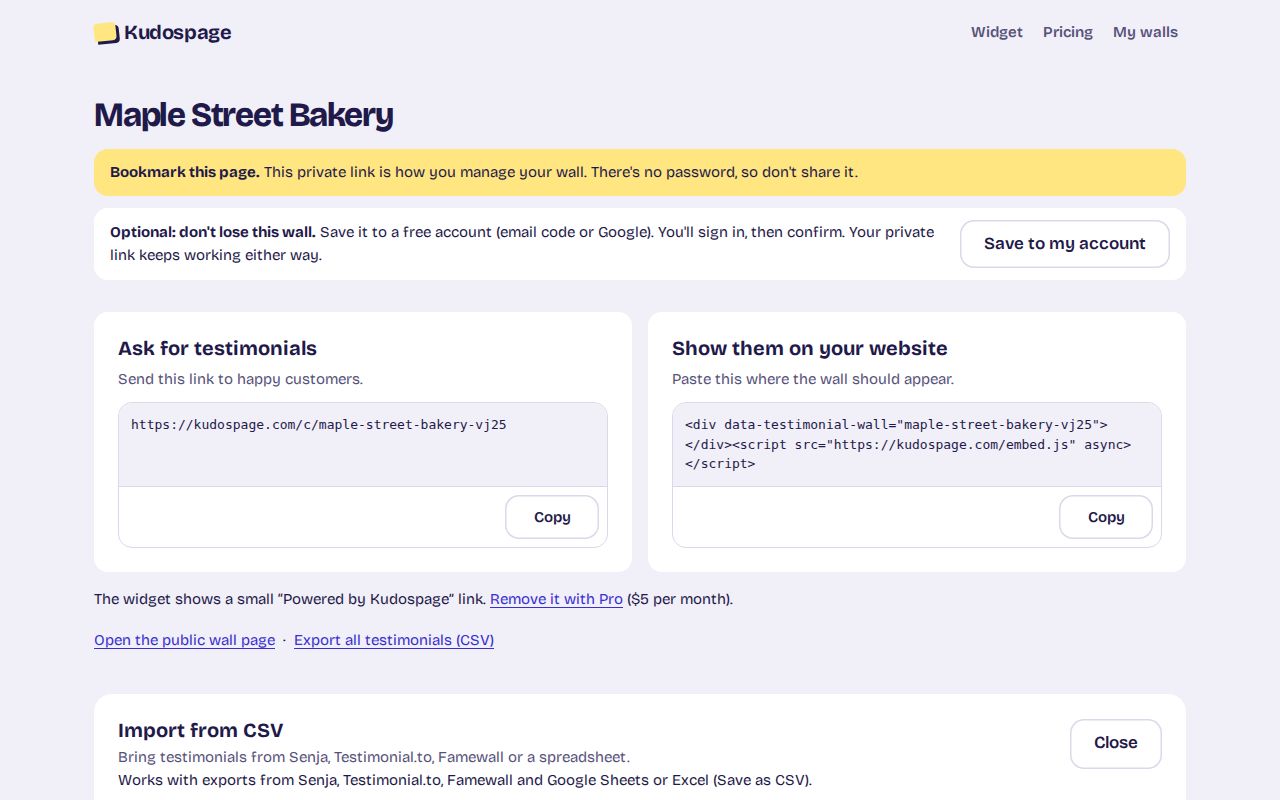 Kudospage
Widget Pricing My walls
Maple Street Bakery
Bookmark this page. This private link is how you manage your wall. There's no password, so don't share it.
Optional: don't lose this wall. Save it to a free account (email code or Google). You'll sign in, then confirm. Your private
link keeps working either way.
Save to my account
Ask for testimonials
Send this link to happy customers.
https://kudospage.com/c/maple-street-bakery-vj25
Copy
Show them on your website
Paste this where the wall should appear.
<div data-testimonial-wall="maple-street-bakery-vj25">
</div><script src="https://kudospage.com/embed.js" async>
</script>
Copy
The widget shows a small “Powered by Kudospage” link. Remove it with Pro ($5 per month).
Open the public wall page · Export all testimonials (CSV)
Import from CSV
Bring testimonials from Senja, Testimonial.to, Famewall or a spreadsheet.
Close
Works with exports from Senja, Testimonial.to, Famewall and Google Sheets or Excel (Save as CSV).